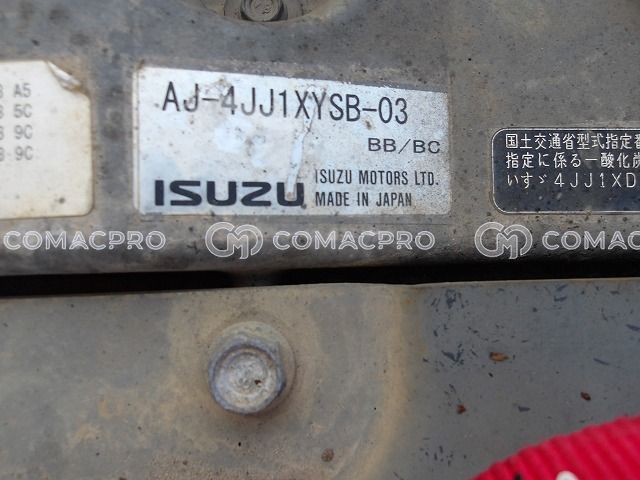 A5
5C
9C
9C
AJ-4JJ1XYSB-03
BB/BC
ISUZU
ISUZU MOTORS LTD.
MADE IN JAPAN
国土交通省型式指定
指定に係る一酸化炭
いすゞ4JJ1XD
COMACPRO
COMACPRO
COMACPRO